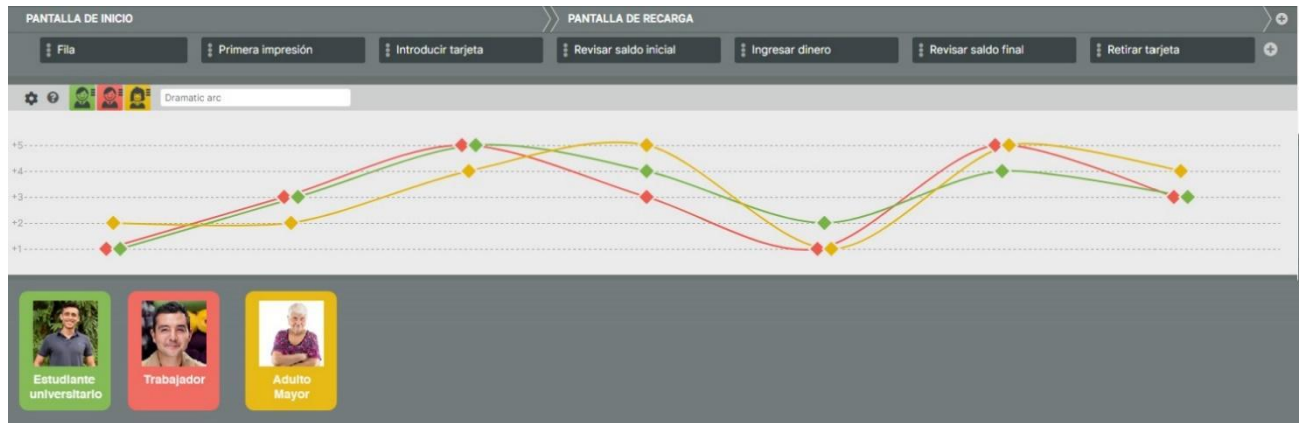 PANTALLA DE INICIO
PANTALLA DE RECARGA
Fila
Primera impresión
Introducir tarjeta
Revisar saldo inicial
Ingresar dinero
Revisar saldo final
Retirar tarjeta
Dramatic arc
+5
+4
+3
+2
+1
Estudiante
universitario
Trabajador
Adulto
Mayor